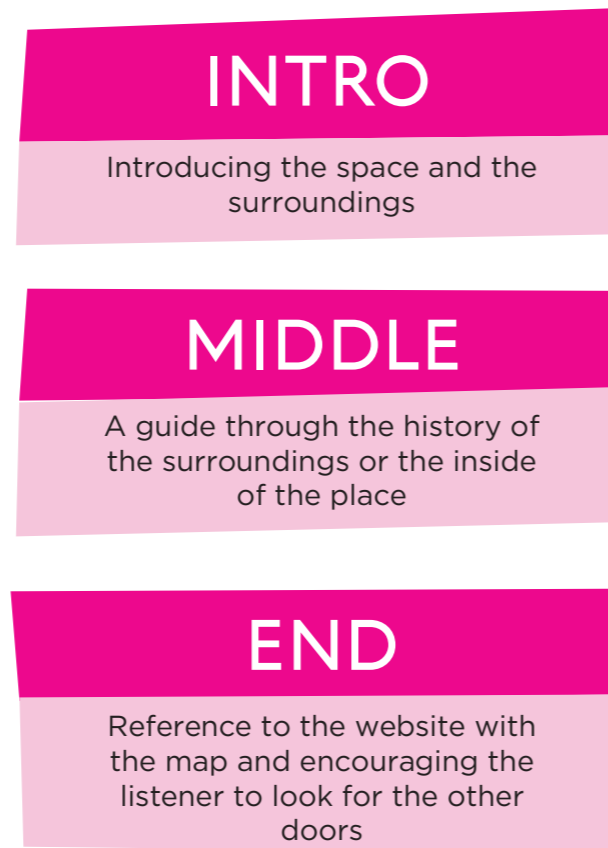 INTRO
Introducing the space and the
surroundings
MIDDLE
A guide through the history of
the surroundings or the inside
of the place
END
Reference to the website with
the map and encouraging the
listener to look for the other
doors